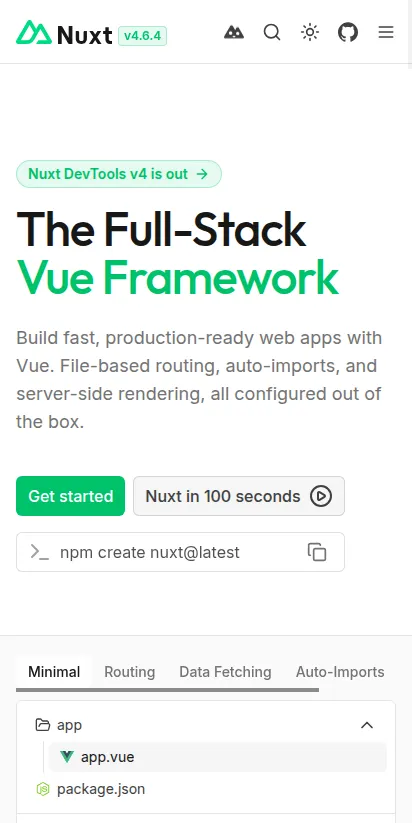 Nuxt v4.6.4
Nuxt DevTools v4 is out
The Full-Stack
Vue Framework
Build fast, production-ready web apps with
Vue. File-based routing, auto-imports, and
server-side rendering, all configured out of
the box.
Get started Nuxt in 100 seconds
npm create nuxt@latest
Minimal Routing Data Fetching Auto-Imports
app
app.vue
package.json